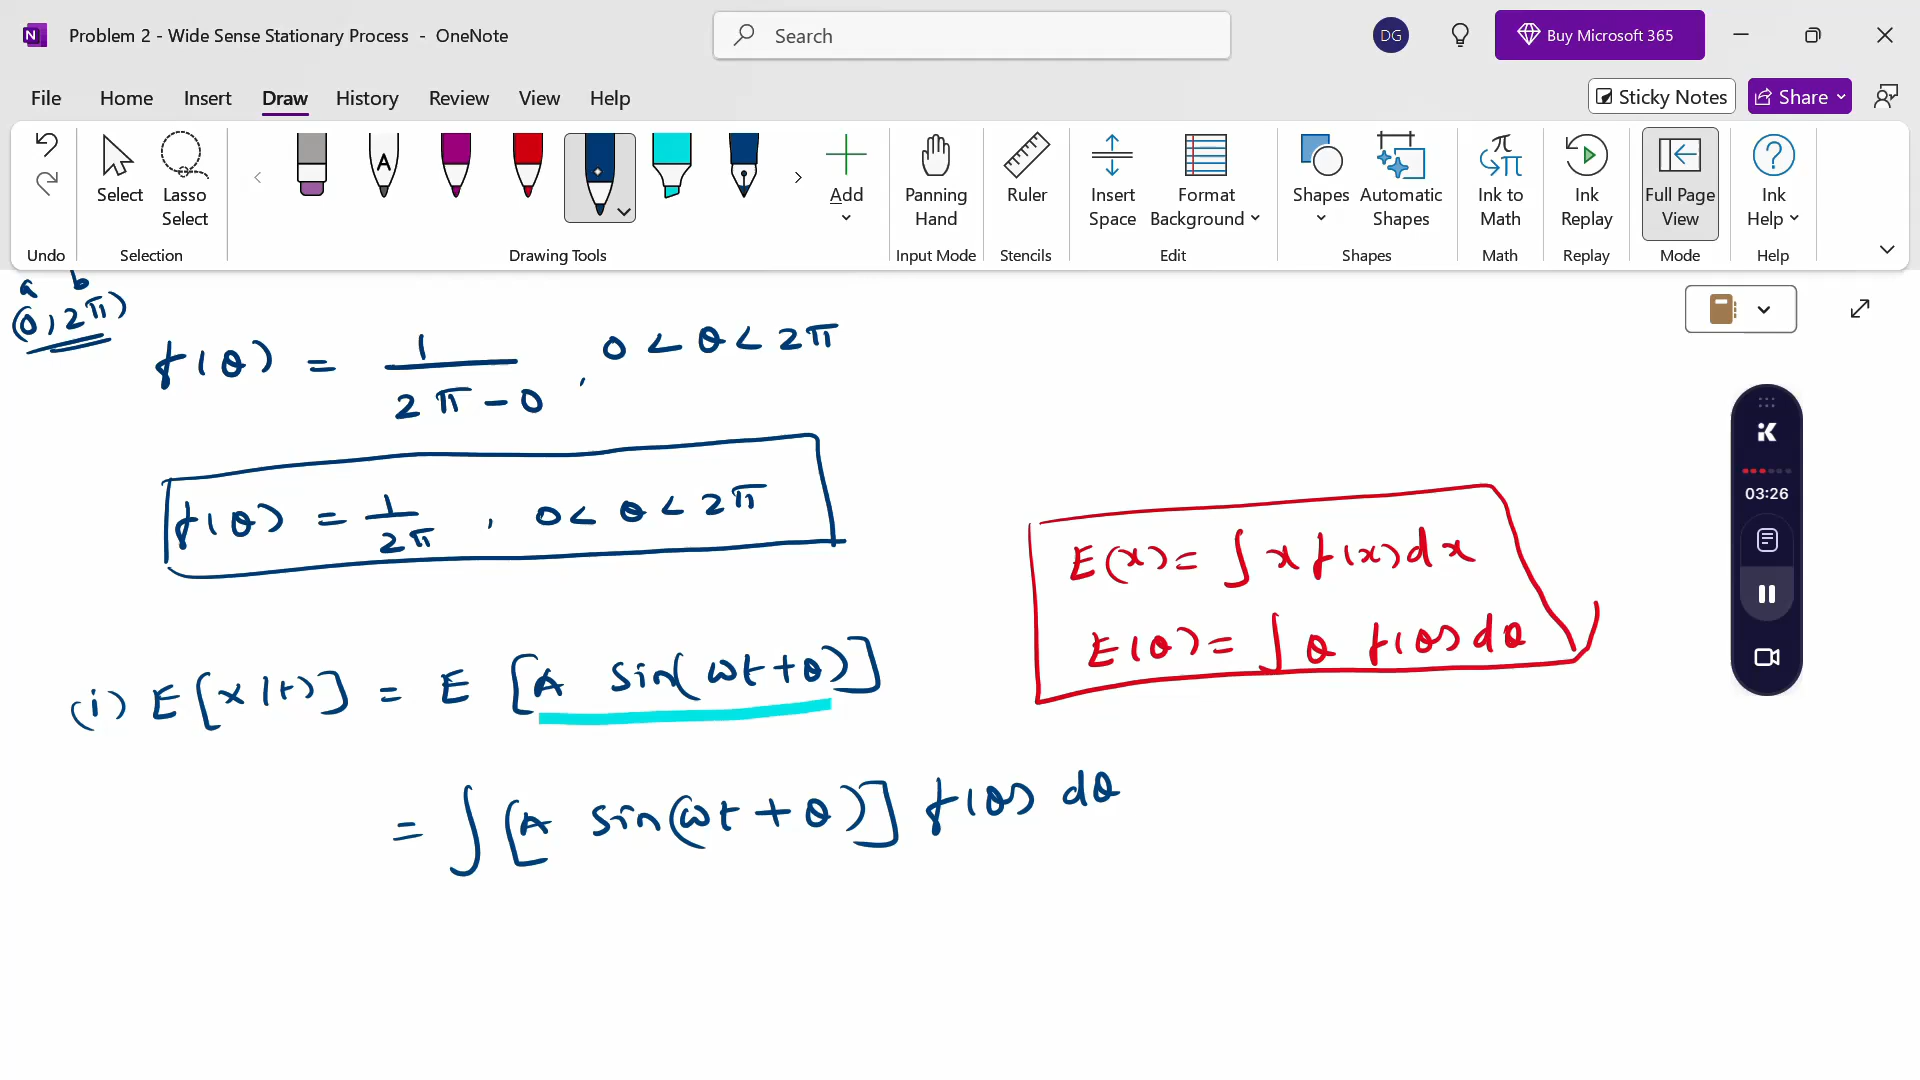 Problem 2 - Wide Sense Stationary Process - OneNote
Search
DG
Buy Microsoft 365
File Home Insert Draw History Review View Help
Sticky Notes
Share
A
Select
Lasso Select
Add
Panning Hand
Ruler
Insert Space
Format Background
Shapes
Automatic Shapes
Ink to Math
Ink Replay
Full Page View
Ink Help
Undo
Selection
Drawing Tools
Input Mode
Stencils
Edit
Shapes
Math
Replay
Mode
Help
a b
(0, 2π)
f(θ) = 1/(2π-0), 0 < θ < 2π
f(θ) = 1/2π, 0 < θ < 2π
03:26
E(x) = ∫ x f(x) dx
E(θ) = ∫ θ f(θ) dθ
(i) E[x(t)] = E [A sin(ωt+θ)]
= ∫ [A sin(ωt + θ)] f(θ) dθ